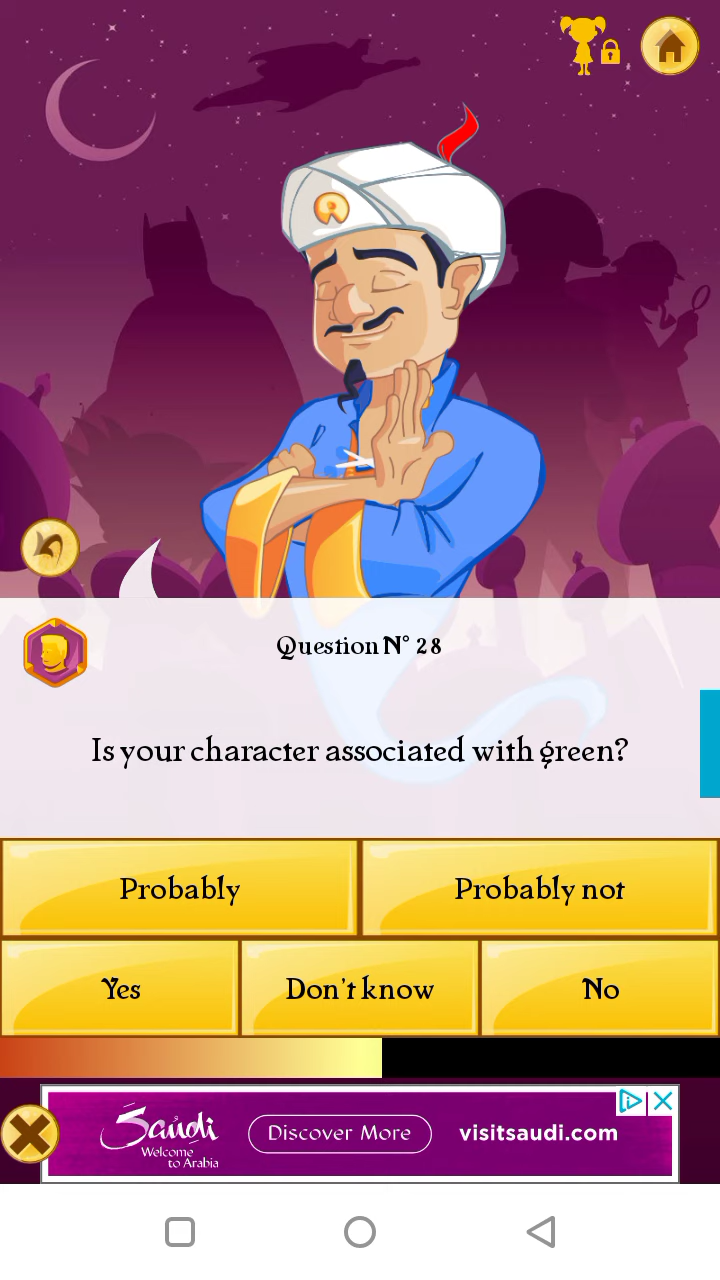 Question N° 28
Is your character associated with green?
Probably
Probably not
Yes
Don't know
No
Saudi
Welcome
to Arabia
Discover More
visitsaudi.com